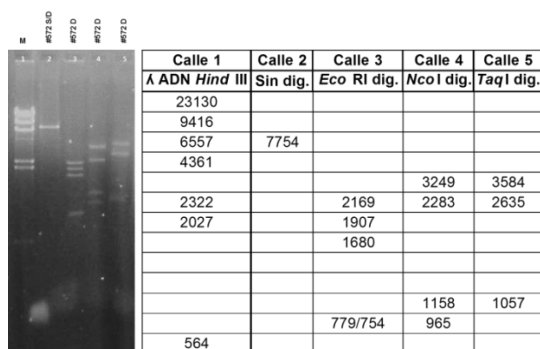 #572 S/D
#572 D
#572 D
#572 D
M
1 2 3 4 5
Calle 1 Calle 2 Calle 3 Calle 4 Calle 5
λ ADN Hind III Sin dig. Eco RI dig. NcoI dig. TaqI dig.
23130
9416
6557 7754
4361
3249 3584
2322 2169 2283 2635
2027 1907
1680
1158 1057
779/754 965
564